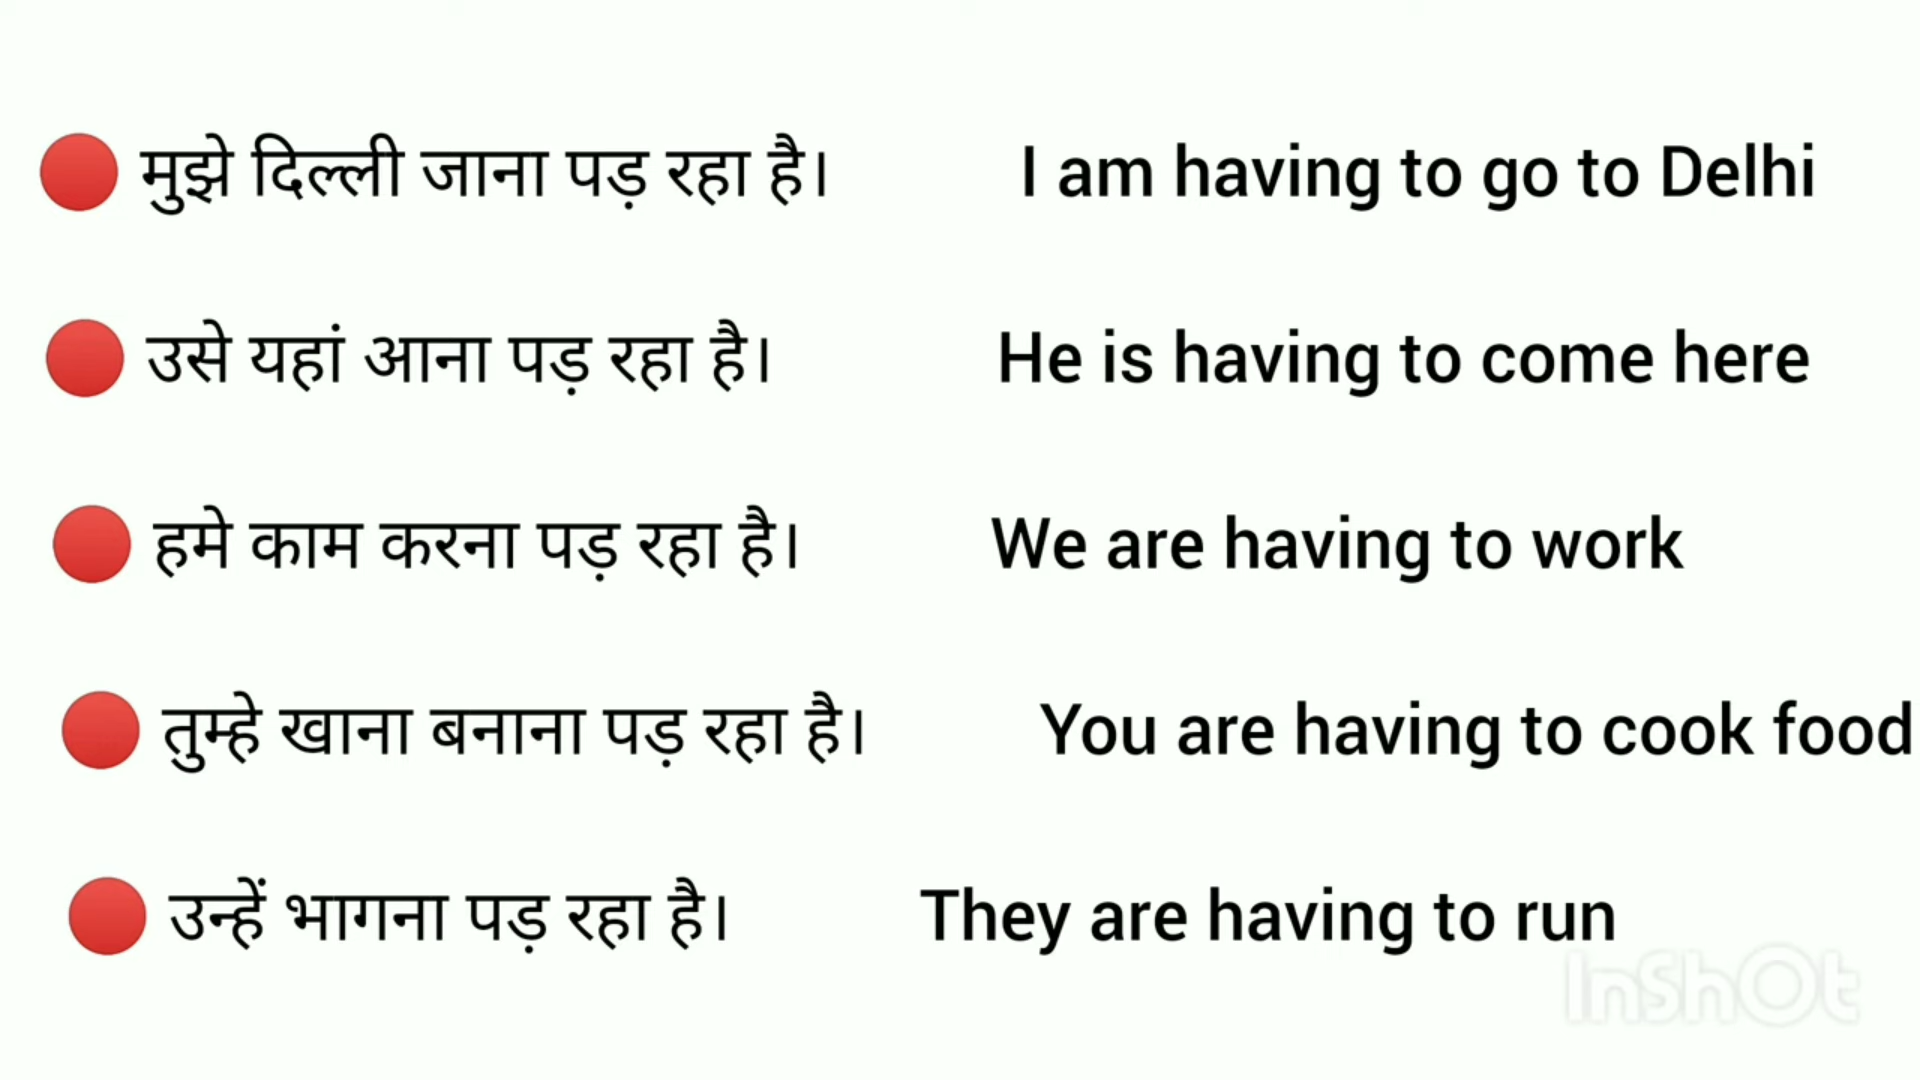 मुझे दिल्ली जाना पड़ रहा है। I am having to go to Delhi
उसे यहां आना पड़ रहा है। He is having to come here
हमे काम करना पड़ रहा है। We are having to work
तुम्हे खाना बनाना पड़ रहा है। You are having to cook food
उन्हें भागना पड़ रहा है। They are having to run
InShOt